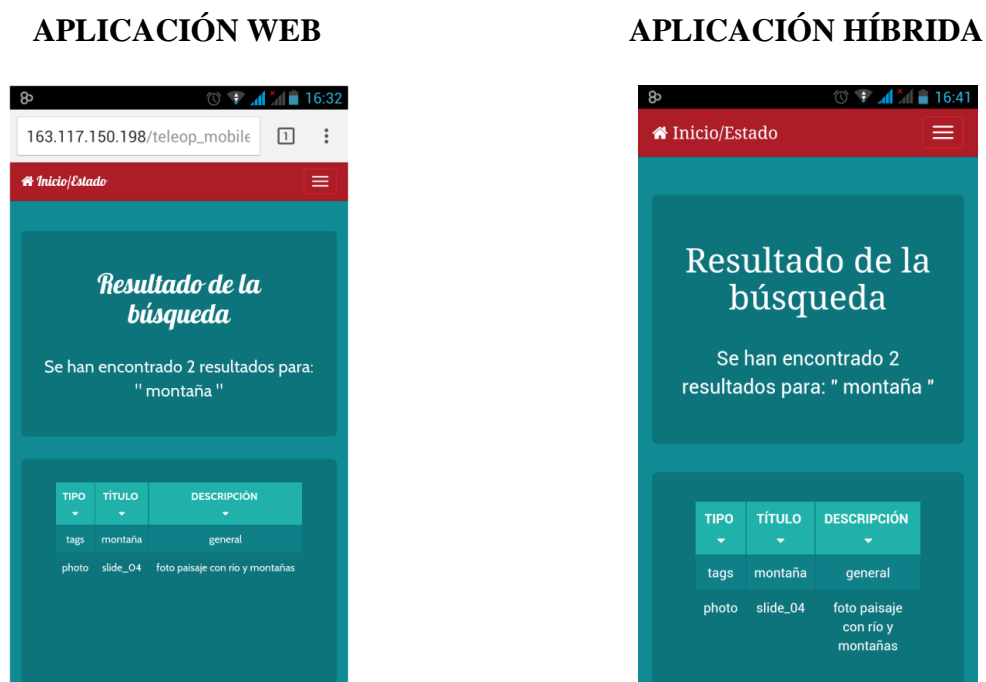 APLICACIÓN WEB
16:32
163.117.150.198/teleop_mobile
1
Inicio/Estado
Resultado de la
búsqueda
Se han encontrado 2 resultados para:
" montaña "
TIPO TÍTULO DESCRIPCIÓN
tags montaña general
photo slide_04 foto paisaje con río y montañas
APLICACIÓN HÍBRIDA
16:41
Inicio/Estado
Resultado de la
búsqueda
Se han encontrado 2
resultados para: " montaña "
TIPO TÍTULO DESCRIPCIÓN
tags montaña general
photo slide_04 foto paisaje
con río y
montañas